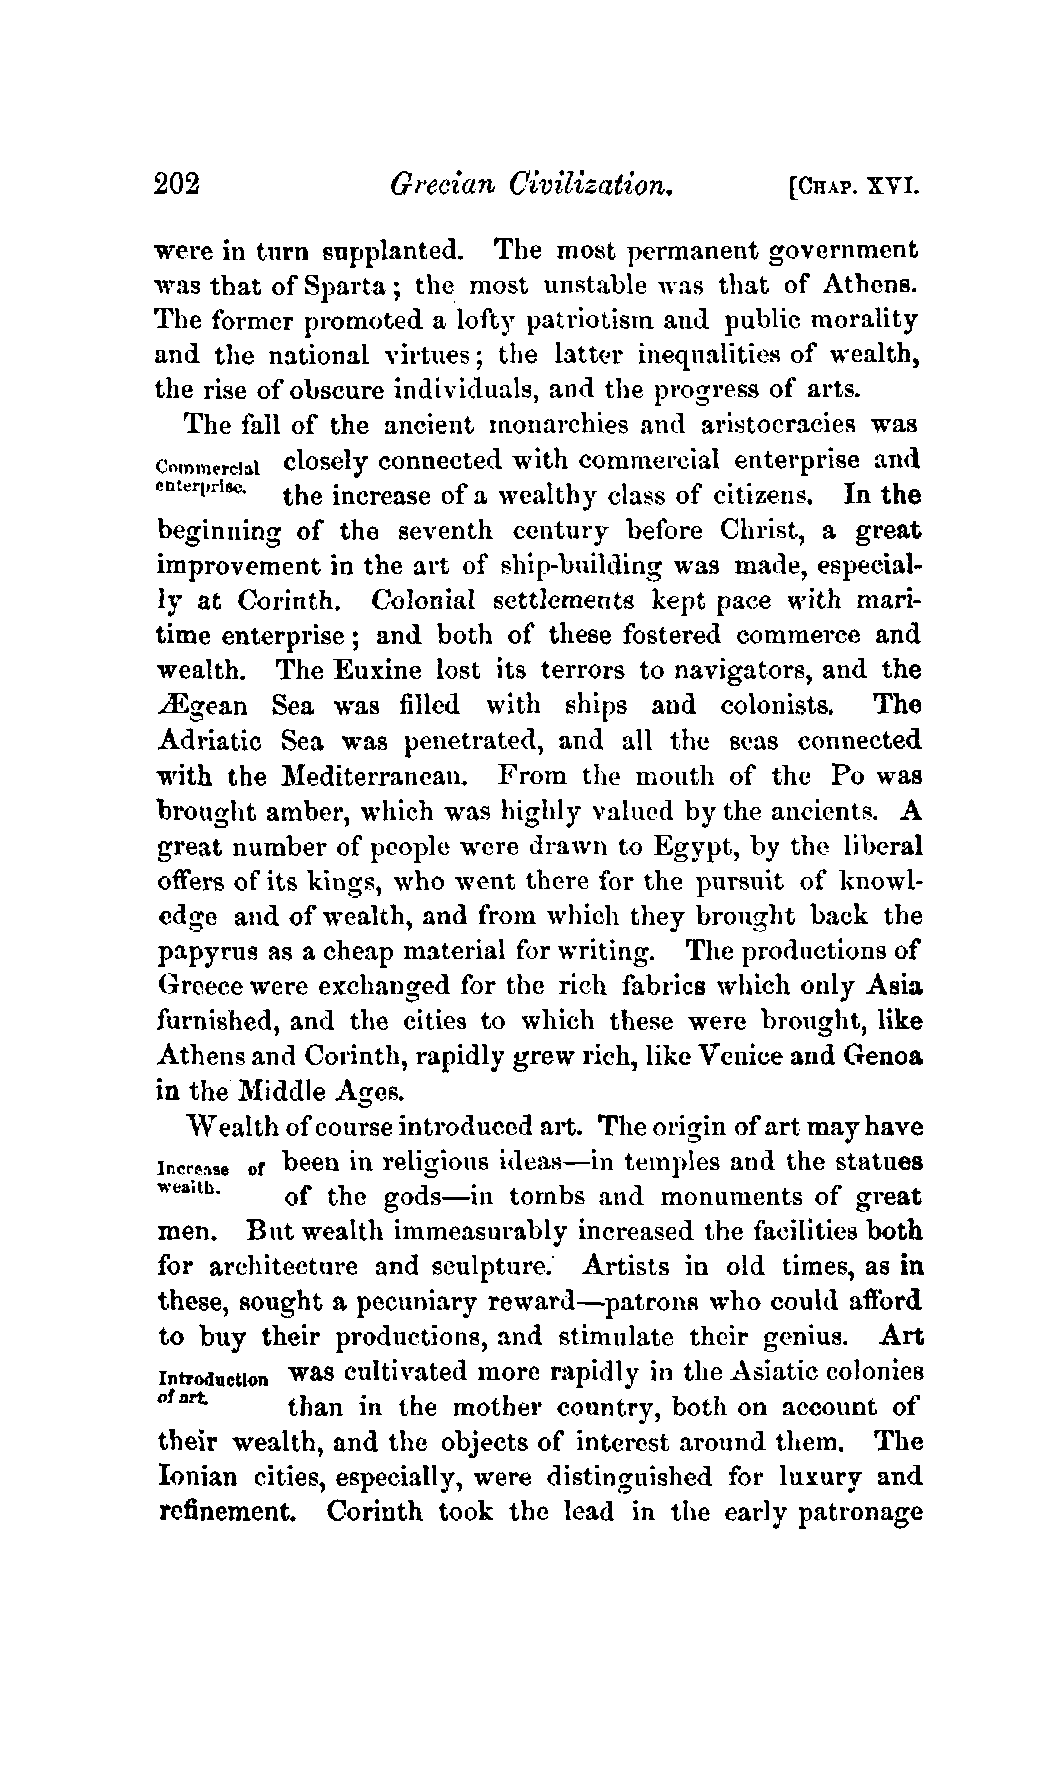 202 Grecian Civilization. [CHAP. XVI.
were in turn supplanted. The most permanent government
was that of Sparta; the most unstable was that of Athens.
The former promoted a lofty patriotism and public morality
and the national virtues; the latter inequalities of wealth,
the rise of obscure individuals, and the progress of arts.
The fall of the ancient monarchies and aristocracies was
Commercial closely connected with commercial enterprise and
enterprise. the increase of a wealthy class of citizens. In the
beginning of the seventh century before Christ, a great
improvement in the art of ship-building was made, especial-
ly at Corinth. Colonial settlements kept pace with mari-
time enterprise; and both of these fostered commerce and
wealth. The Euxine lost its terrors to navigators, and the
Ægean Sea was filled with ships and colonists. The
Adriatic Sea was penetrated, and all the seas connected
with the Mediterranean. From the mouth of the Po was
brought amber, which was highly valued by the ancients. A
great number of people were drawn to Egypt, by the liberal
offers of its kings, who went there for the pursuit of knowl-
edge and of wealth, and from which they brought back the
papyrus as a cheap material for writing. The productions of
Greece were exchanged for the rich fabrics which only Asia
furnished, and the cities to which these were brought, like
Athens and Corinth, rapidly grew rich, like Venice and Genoa
in the Middle Ages.
Wealth of course introduced art. The origin of art may have
Increase of been in religious ideas—in temples and the statues
wealth. of the gods—in tombs and monuments of great
men. But wealth immeasurably increased the facilities both
for architecture and sculpture. Artists in old times, as in
these, sought a pecuniary reward—patrons who could afford
to buy their productions, and stimulate their genius. Art
Introduction was cultivated more rapidly in the Asiatic colonies
of art. than in the mother country, both on account of
their wealth, and the objects of interest around them. The
Ionian cities, especially, were distinguished for luxury and
refinement. Corinth took the lead in the early patronage